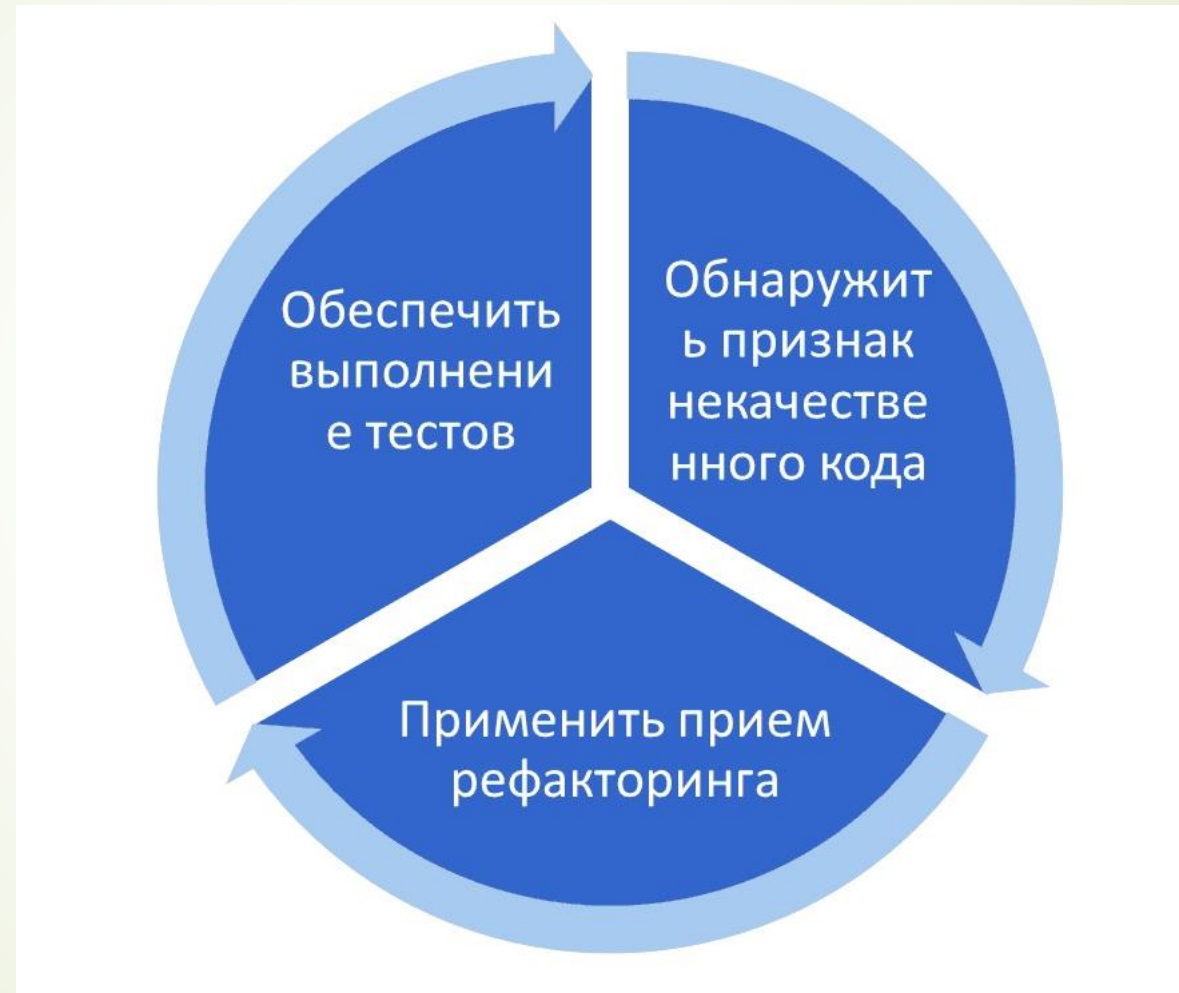 Обеспечить
выполнени
е тестов
Обнаружит
ь признак
некачестве
нного кода
Применить прием
рефакторинга